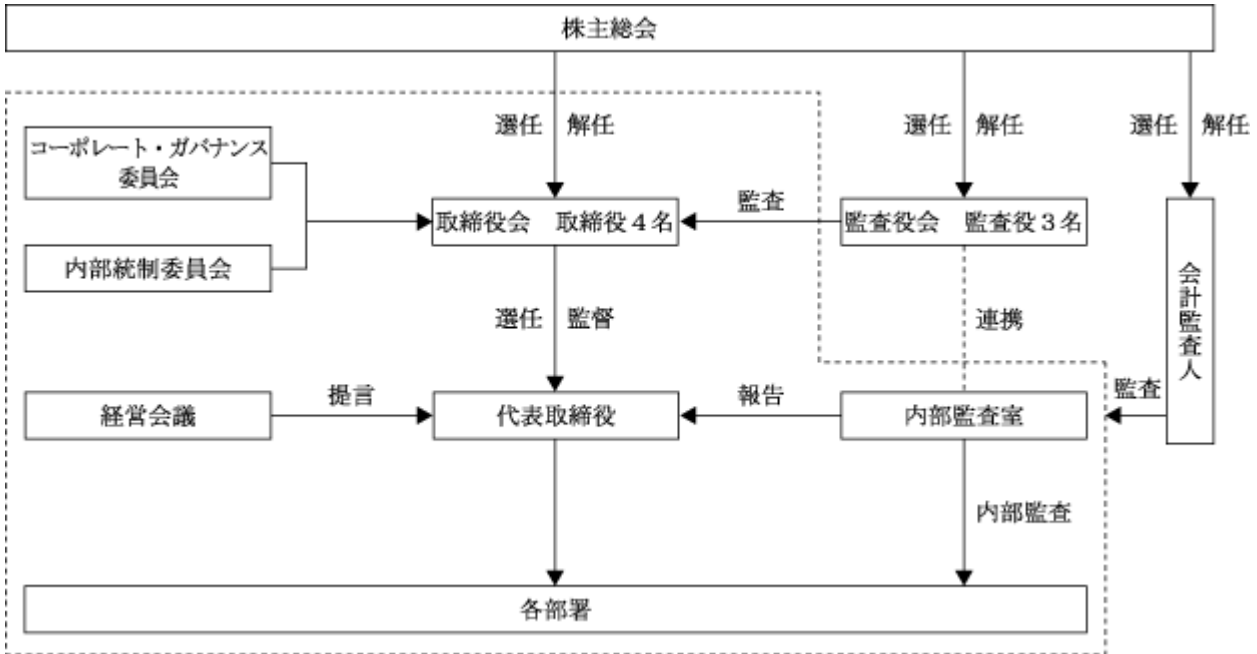 株主総会
選任 解任
選任 解任
選任 解任
コーポレート・ガバナンス
委員会
取締役会 取締役4名
監査
監査役会 監査役3名
内部統制委員会
会計監査人
選任 監督
連携
経営会議
提言
代表取締役
報告
内部監査室
監査
内部監査
各部署